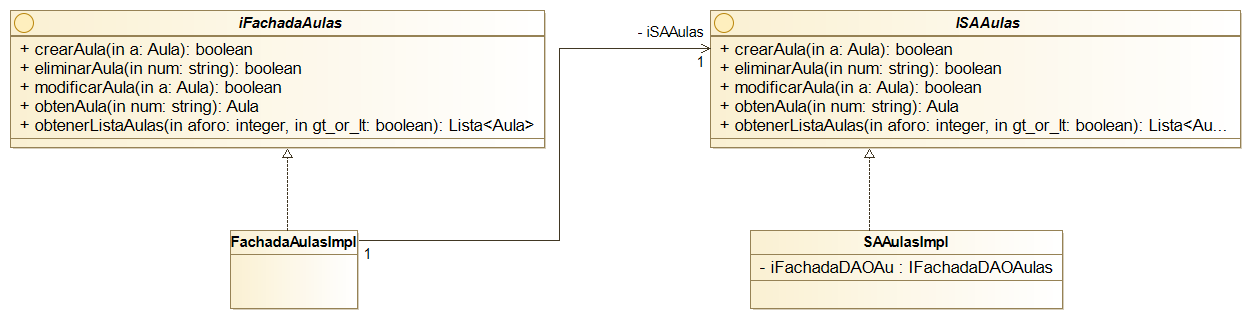 iFachadaAulas
+ crearAula(in a: Aula): boolean
+ eliminarAula(in num: string): boolean
+ modificarAula(in a: Aula): boolean
+ obtenAula(in num: string): Aula
+ obtenerListaAulas(in aforo: integer, in gt_or_lt: boolean): Lista<Aula>
- iSAAulas
1
ISAAulas
+ crearAula(in a: Aula): boolean
+ eliminarAula(in num: string): boolean
+ modificarAula(in a: Aula): boolean
+ obtenAula(in num: string): Aula
+ obtenerListaAulas(in aforo: integer, in gt_or_lt: boolean): Lista<Au...
FachadaAulasImpl
1
SAAulasImpl
- iFachadaDAOAu : IFachadaDAOAulas